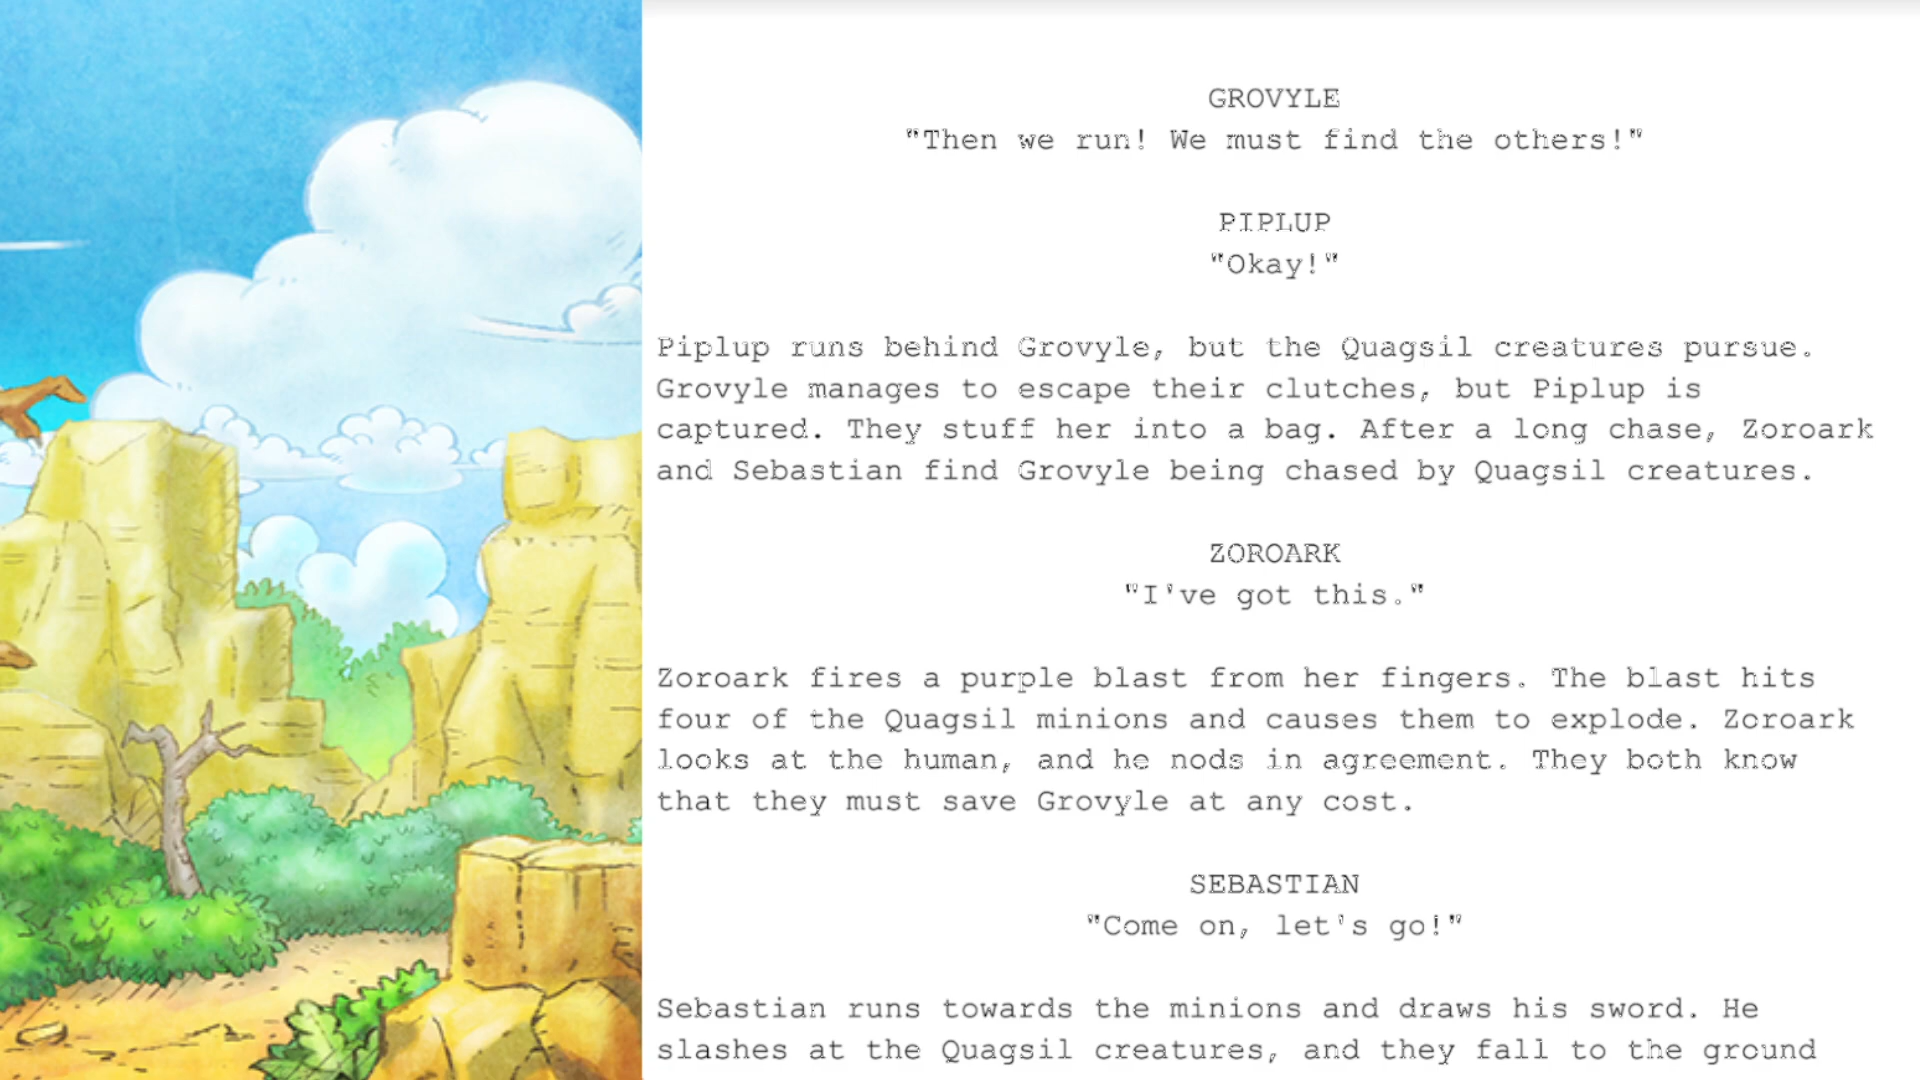 GROVYLE
"Then we run! We must find the others!"
PIPLUP
"Okay!"
Piplup runs behind Grovyle, but the Quagsil creatures pursue.
Grovyle manages to escape their clutches, but Piplup is
captured. They stuff her into a bag. After a long chase, Zoroark
and Sebastian find Grovyle being chased by Quagsil creatures.
ZOROARK
"I've got this."
Zoroark fires a purple blast from her fingers. The blast hits
four of the Quagsil minions and causes them to explode. Zoroark
looks at the human, and he nods in agreement. They both know
that they must save Grovyle at any cost.
SEBASTIAN
"Come on, let's go!"
Sebastian runs towards the minions and draws his sword. He
slashes at the Quagsil creatures, and they fall to the ground